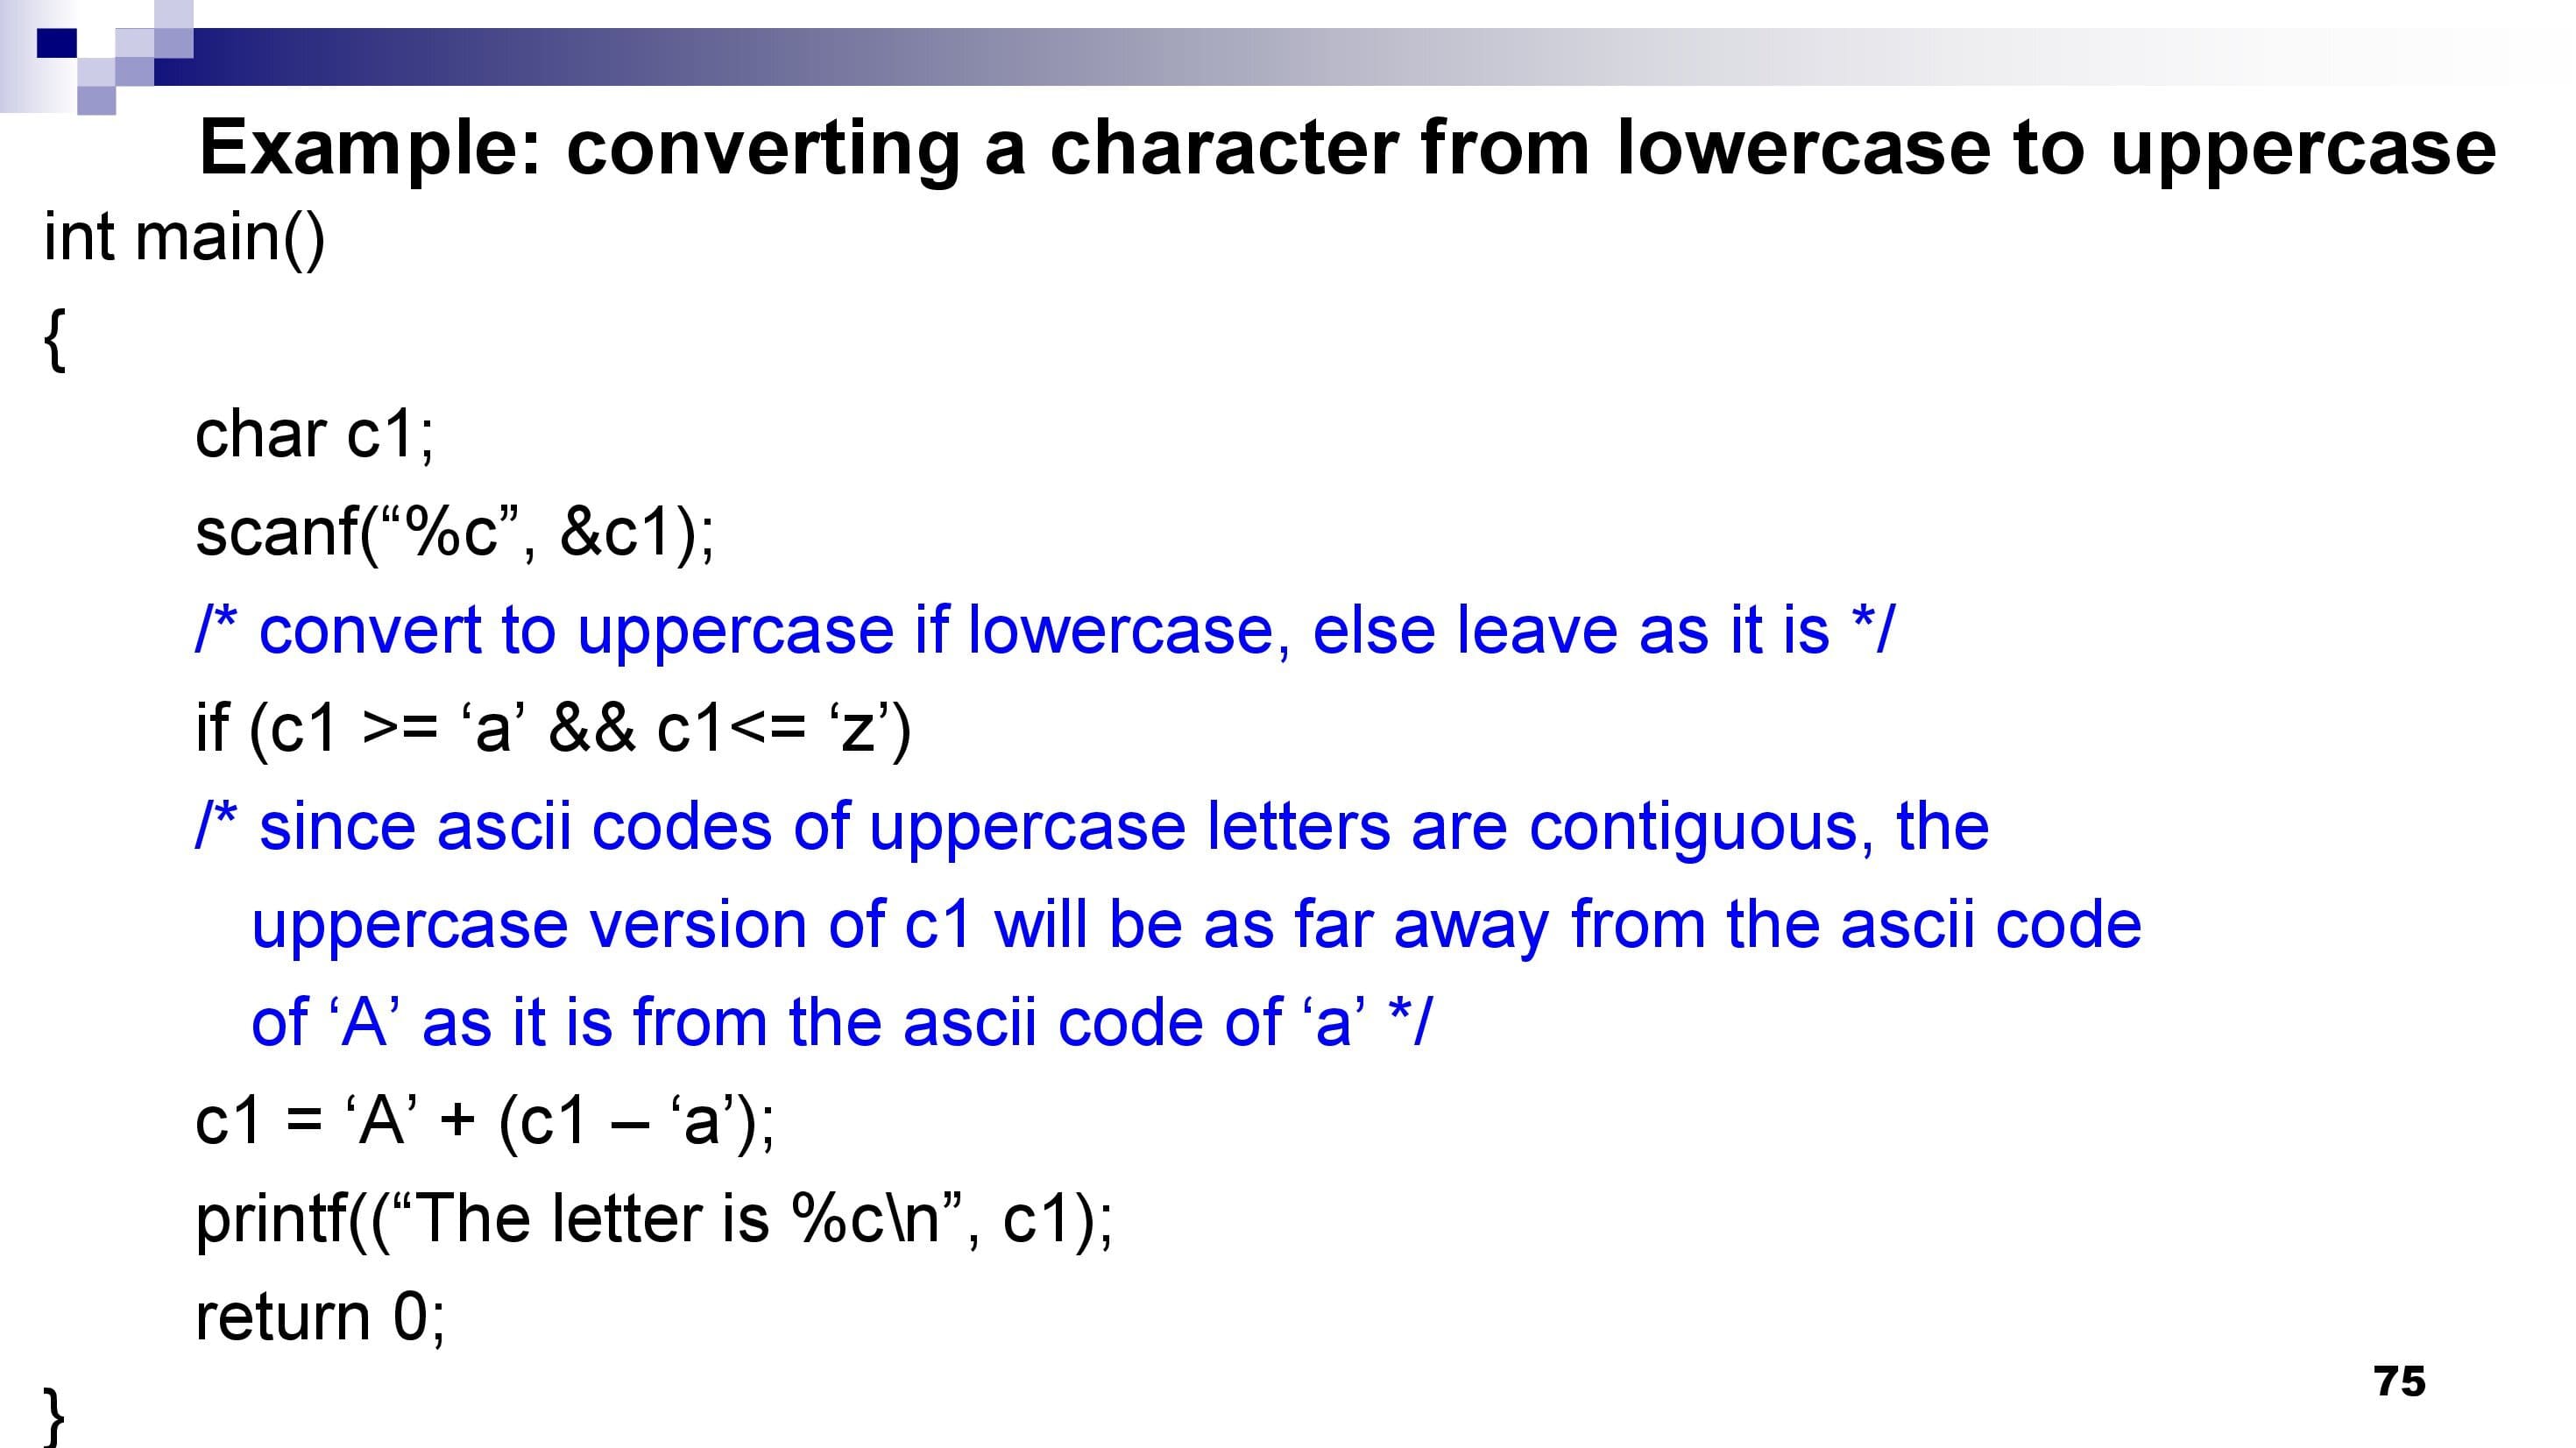 Example: converting a character from lowercase to uppercase
int main()
{
char c1;
scanf(“%c”, &c1);
/* convert to uppercase if lowercase, else leave as it is */
if (c1 >= ‘a’ && c1<= ‘z’)
/* since ascii codes of uppercase letters are contiguous, the
uppercase version of c1 will be as far away from the ascii code
of ‘A’ as it is from the ascii code of ‘a’ */
c1 = ‘A’ + (c1 – ‘a’);
printf((“The letter is %c\n”, c1);
return 0;
}
75